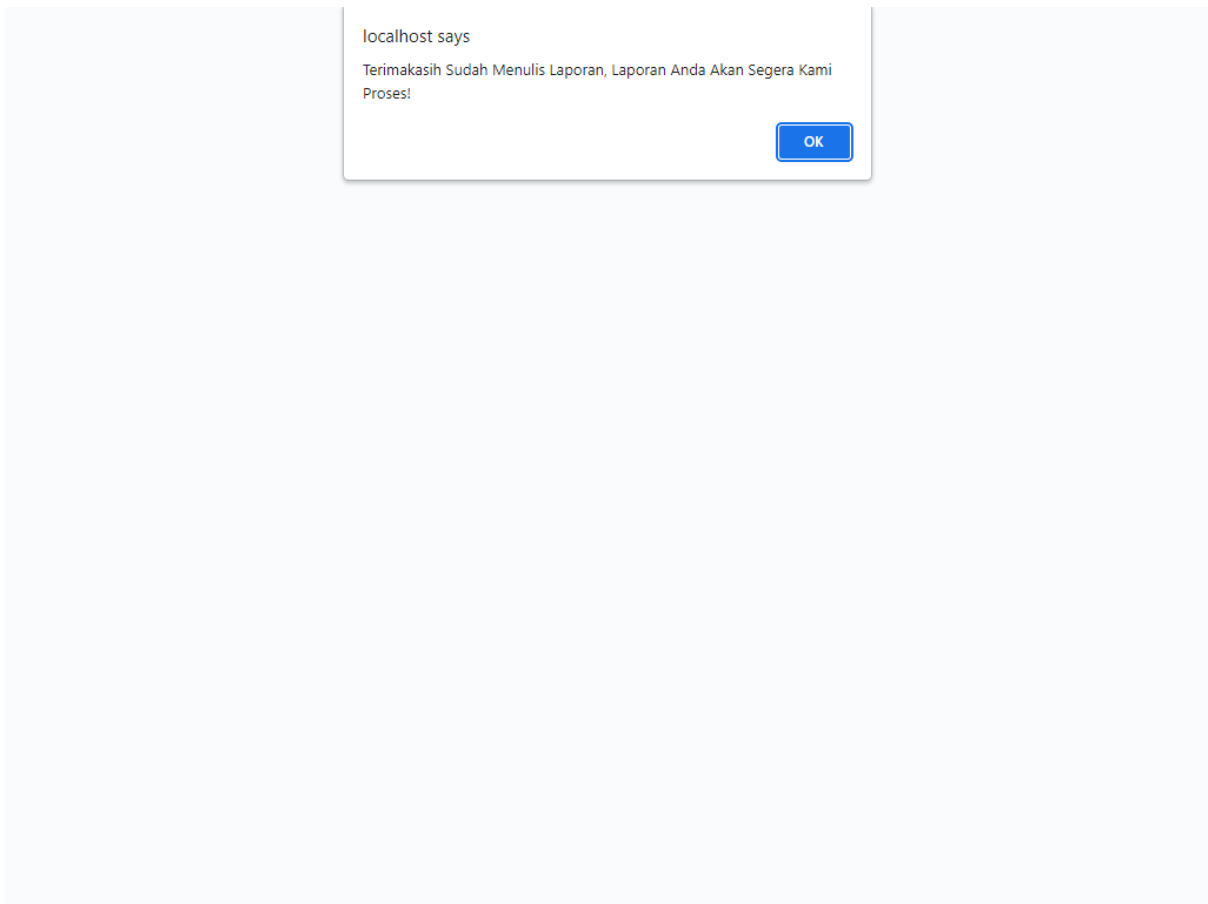 localhost says
Terimakasih Sudah Menulis Laporan, Laporan Anda Akan Segera Kami
Proses!
OK